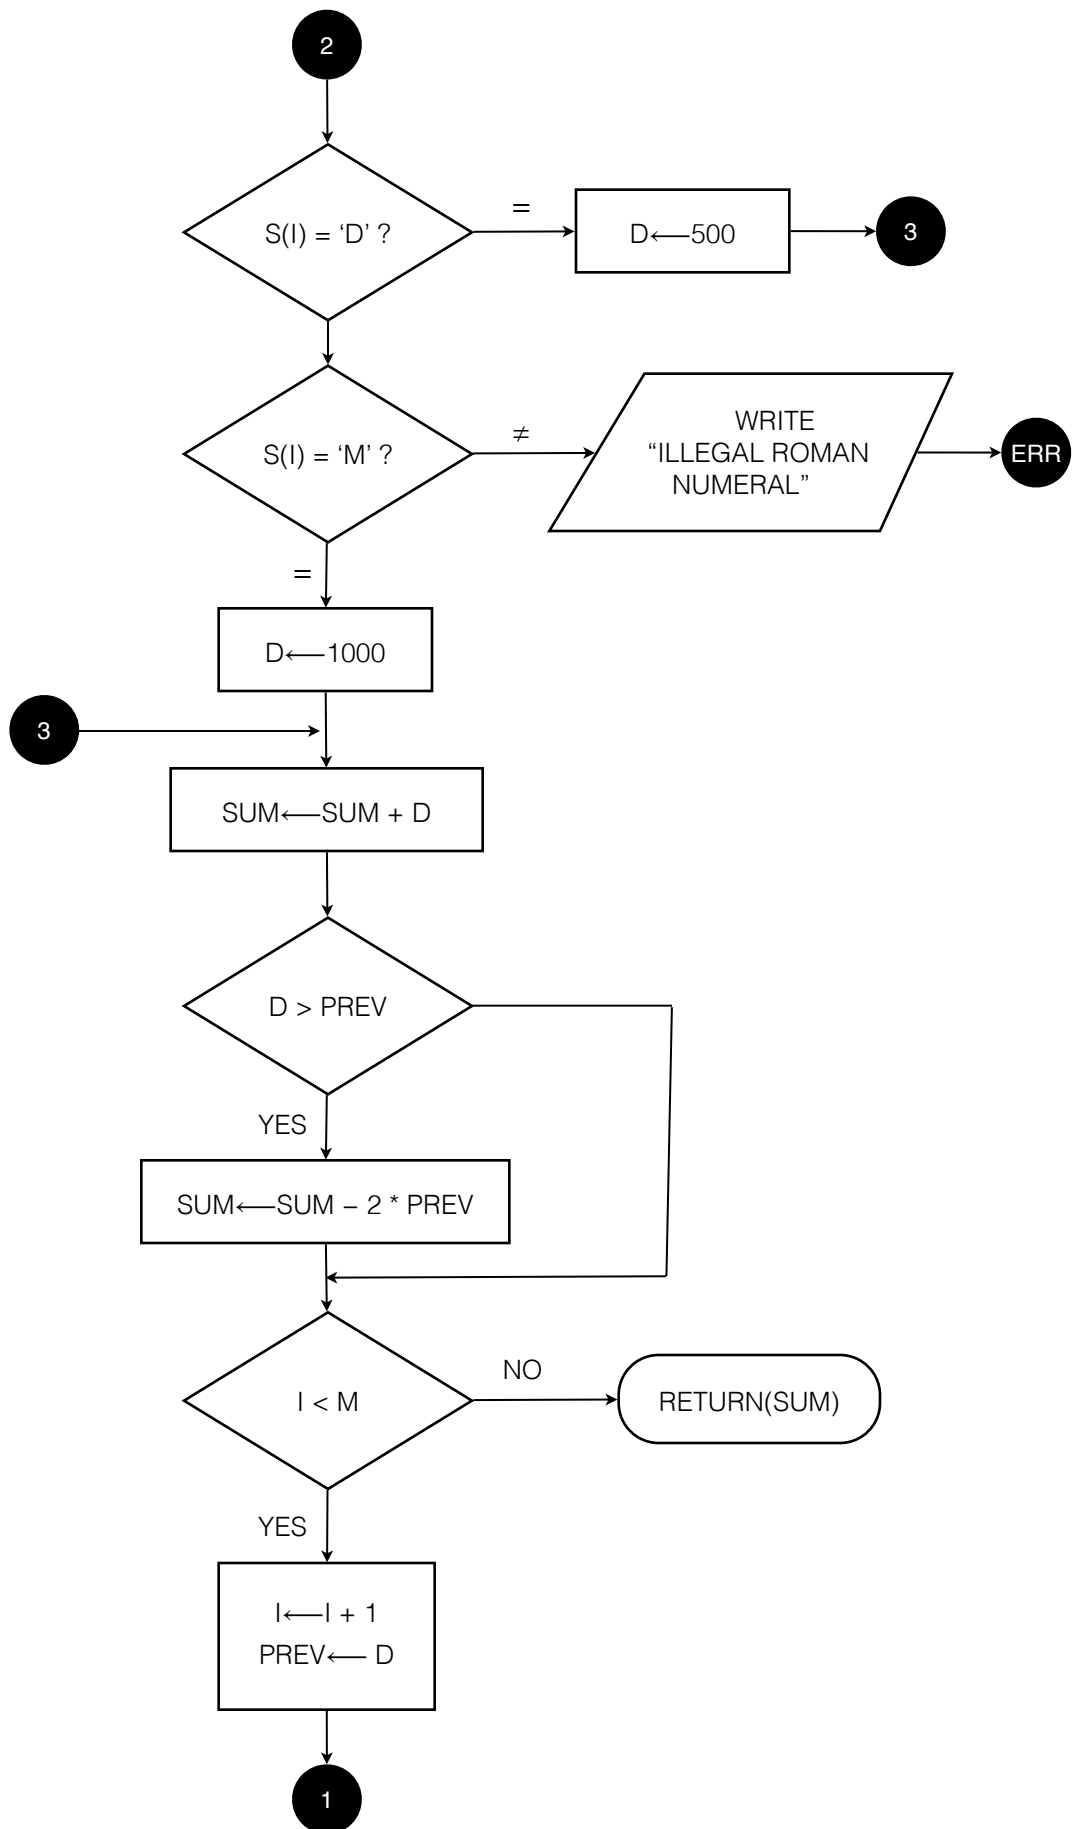 2
S(I) = ‘D’ ?
=
D←500
3
S(I) = ‘M’ ?
≠
WRITE
“ILLEGAL ROMAN
NUMERAL”
ERR
=
D←1000
3
SUM←SUM + D
D > PREV
YES
SUM←SUM – 2 * PREV
I < M
NO
RETURN(SUM)
YES
I←I + 1
PREV← D
1